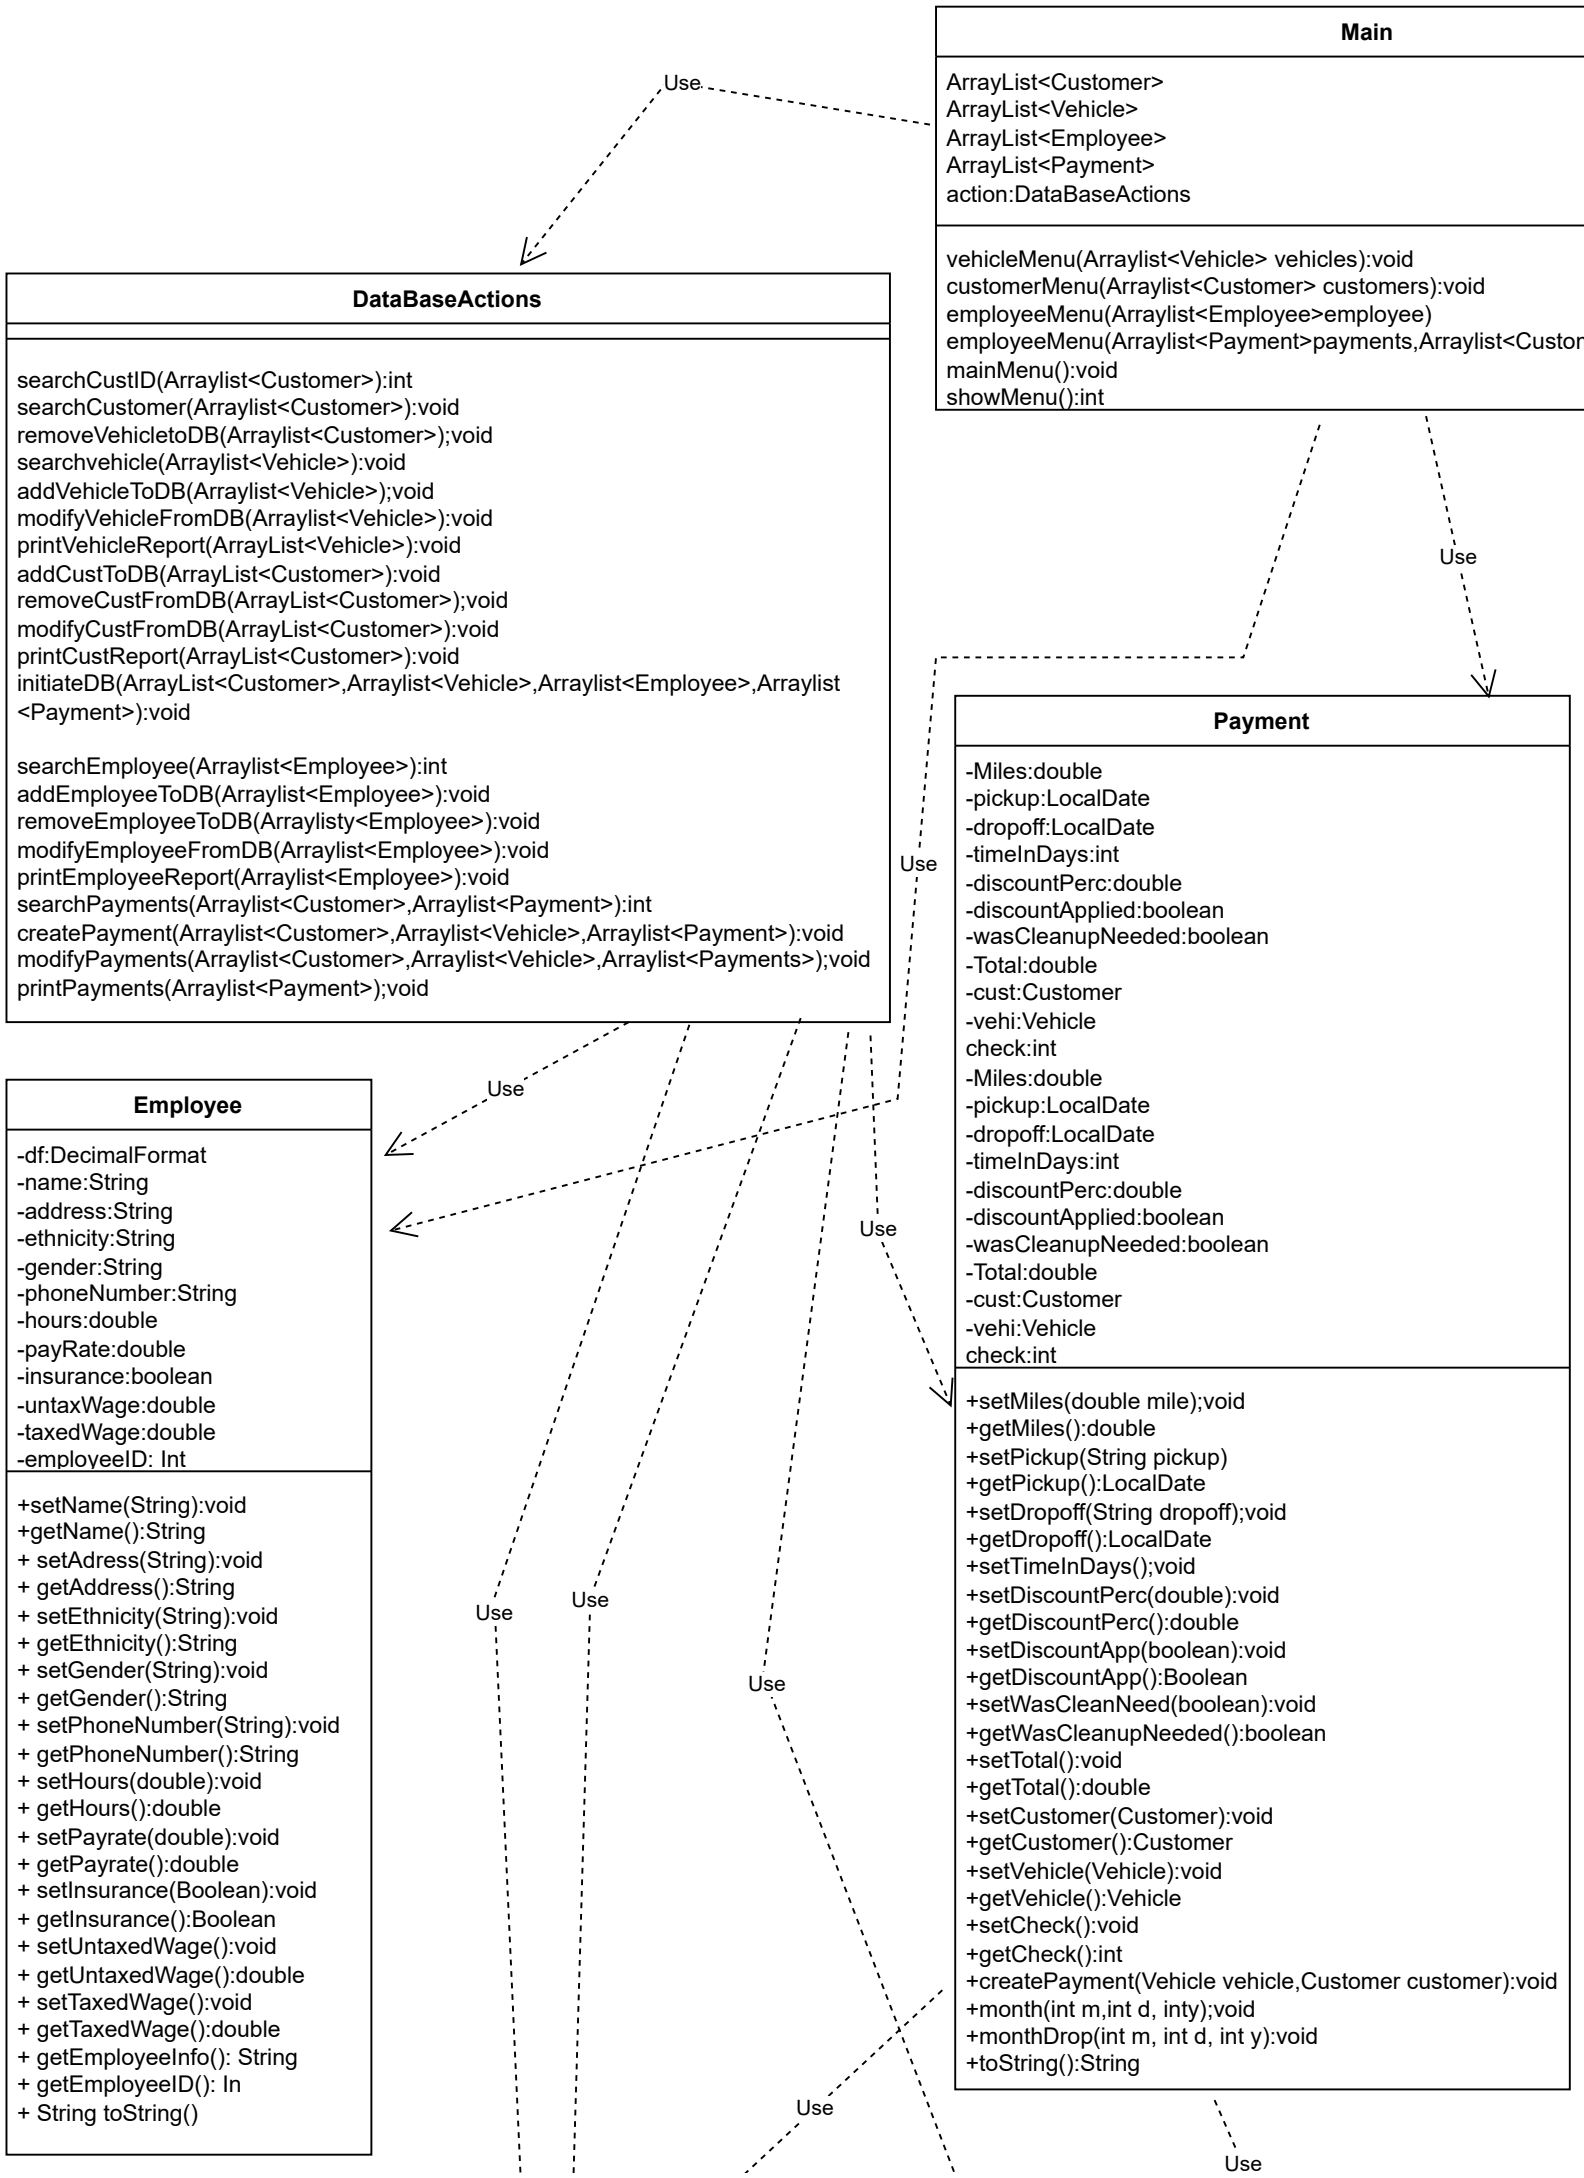 Main
ArrayList<Customer>
ArrayList<Vehicle>
ArrayList<Employee>
ArrayList<Payment>
action:DataBaseActions
vehicleMenu(Arraylist<Vehicle> vehicles):void
customerMenu(Arraylist<Customer> customers):void
employeeMenu(Arraylist<Employee>employee)
employeeMenu(Arraylist<Payment>payments,Arraylist<Custon
mainMenu():void
showMenu():int
Use
DataBaseActions
searchCustID(Arraylist<Customer>):int
searchCustomer(Arraylist<Customer>):void
removeVehicletoDB(Arraylist<Customer>);void
searchvehicle(Arraylist<Vehicle>):void
addVehicleToDB(Arraylist<Vehicle>);void
modifyVehicleFromDB(Arraylist<Vehicle>):void
printVehicleReport(ArrayList<Vehicle>):void
addCustToDB(ArrayList<Customer>):void
removeCustFromDB(ArrayList<Customer>);void
modifyCustFromDB(ArrayList<Customer>):void
printCustReport(ArrayList<Customer>):void
initiateDB(ArrayList<Customer>,Arraylist<Vehicle>,Arraylist<Employee>,Arraylist
<Payment>):void
searchEmployee(Arraylist<Employee>):int
addEmployeeToDB(Arraylist<Employee>):void
removeEmployeeToDB(Arraylisty<Employee>):void
modifyEmployeeFromDB(Arraylist<Employee>):void
printEmployeeReport(Arraylist<Employee>):void
searchPayments(Arraylist<Customer>,Arraylist<Payment>):int
createPayment(Arraylist<Customer>,Arraylist<Vehicle>,Arraylist<Payment>):void
modifyPayments(Arraylist<Customer>,Arraylist<Vehicle>,Arraylist<Payments>);void
printPayments(Arraylist<Payment>);void
Use
Use
Payment
-Miles:double
-pickup:LocalDate
-dropoff:LocalDate
-timeInDays:int
-discountPerc:double
-discountApplied:boolean
-wasCleanupNeeded:boolean
-Total:double
-cust:Customer
-vehi:Vehicle
check:int
-Miles:double
-pickup:LocalDate
-dropoff:LocalDate
-timeInDays:int
-discountPerc:double
-discountApplied:boolean
-wasCleanupNeeded:boolean
-Total:double
-cust:Customer
-vehi:Vehicle
check:int
+setMiles(double mile);void
+getMiles():double
+setPickup(String pickup)
+getPickup():LocalDate
+setDropoff(String dropoff);void
+getDropoff():LocalDate
+setTimeInDays();void
+setDiscountPerc(double):void
+getDiscountPerc():double
+setDiscountApp(boolean):void
+getDiscountApp():Boolean
+setWasCleanNeed(boolean):void
+getWasCleanupNeeded():boolean
+setTotal():void
+getTotal():double
+setCustomer(Customer):void
+getCustomer():Customer
+setVehicle(Vehicle):void
+getVehicle():Vehicle
+setCheck():void
+getCheck():int
+createPayment(Vehicle vehicle,Customer customer):void
+month(int m,int d, inty);void
+monthDrop(int m, int d, int y):void
+toString():String
Use
Use
Employee
-df:DecimalFormat
-name:String
-address:String
-ethnicity:String
-gender:String
-phoneNumber:String
-hours:double
-payRate:double
-insurance:boolean
-untaxWage:double
-taxedWage:double
-employeeID: Int
+setName(String):void
+getName():String
+ setAdress(String):void
+ getAddress():String
+ setEthnicity(String):void
+ getEthnicity():String
+ setGender(String):void
+ getGender():String
+ setPhoneNumber(String):void
+ getPhoneNumber():String
+ setHours(double):void
+ getHours():double
+ setPayrate(double):void
+ getPayrate():double
+ setInsurance(Boolean):void
+ getInsurance():Boolean
+ setUntaxedWage():void
+ getUntaxedWage():double
+ setTaxedWage():void
+ getTaxedWage():double
+ getEmployeeInfo(): String
+ getEmployeeID(): In
+ String toString()
Use
Use
Use
Use
Use